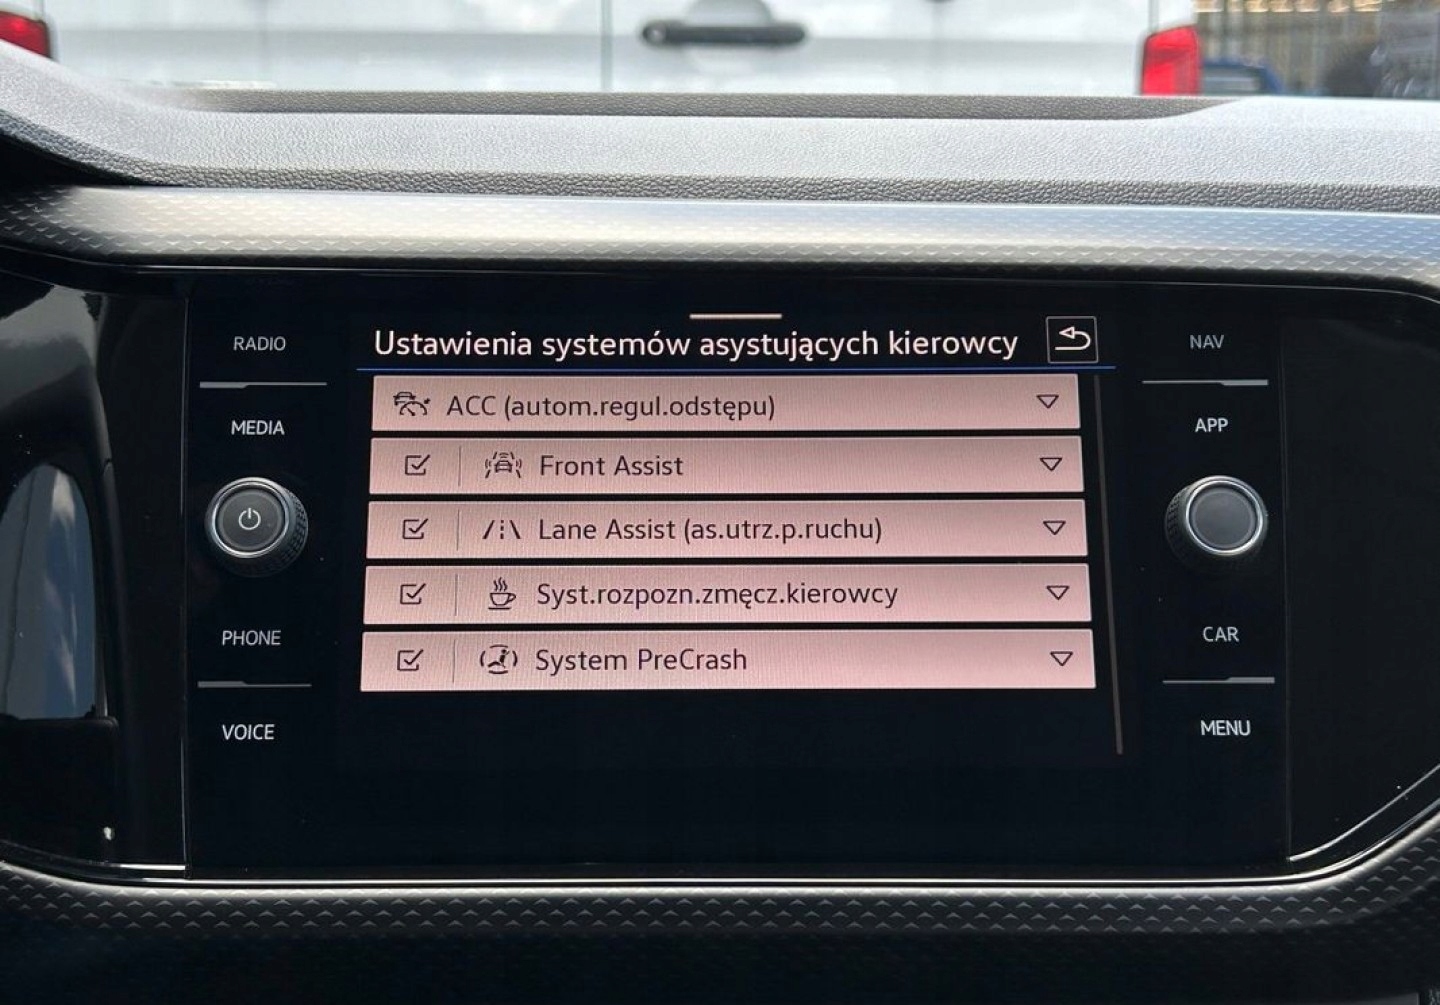 RADIO
MEDIA
PHONE
VOICE
Ustawienia systemów asystujących kierowcy
ACC (autom.regul.odstępu)
Front Assist
Lane Assist (as.utrz.p.ruchu)
Syst.rozpozn.zmęcz.kierowcy
System PreCrash
NAV
APP
CAR
MENU